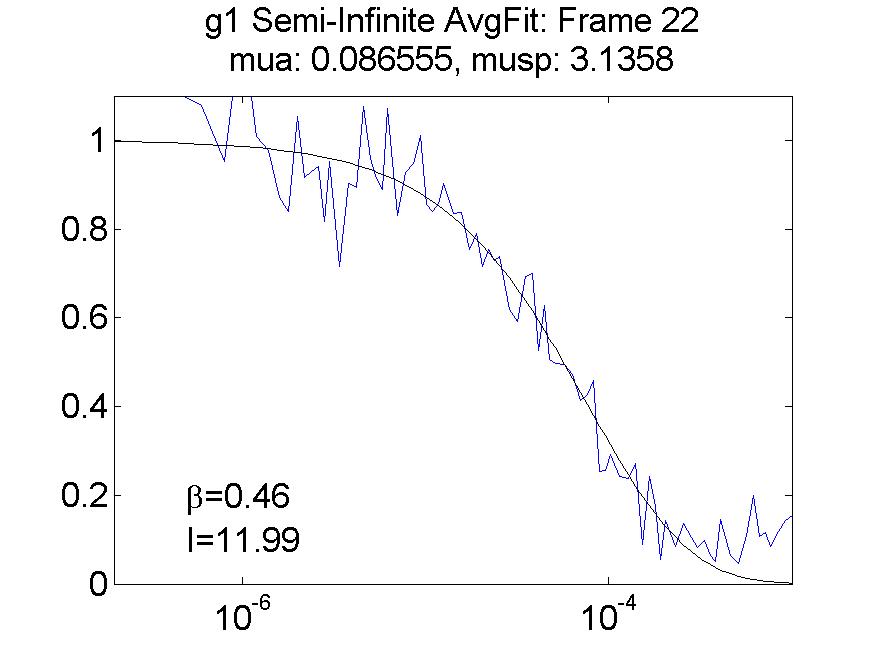 g1 Semi-Infinite AvgFit: Frame 22
mua: 0.086555, musp: 3.1358
1
0.8
0.6
0.4
0.2
0
β=0.46
I=11.99
10^-6
10^-4